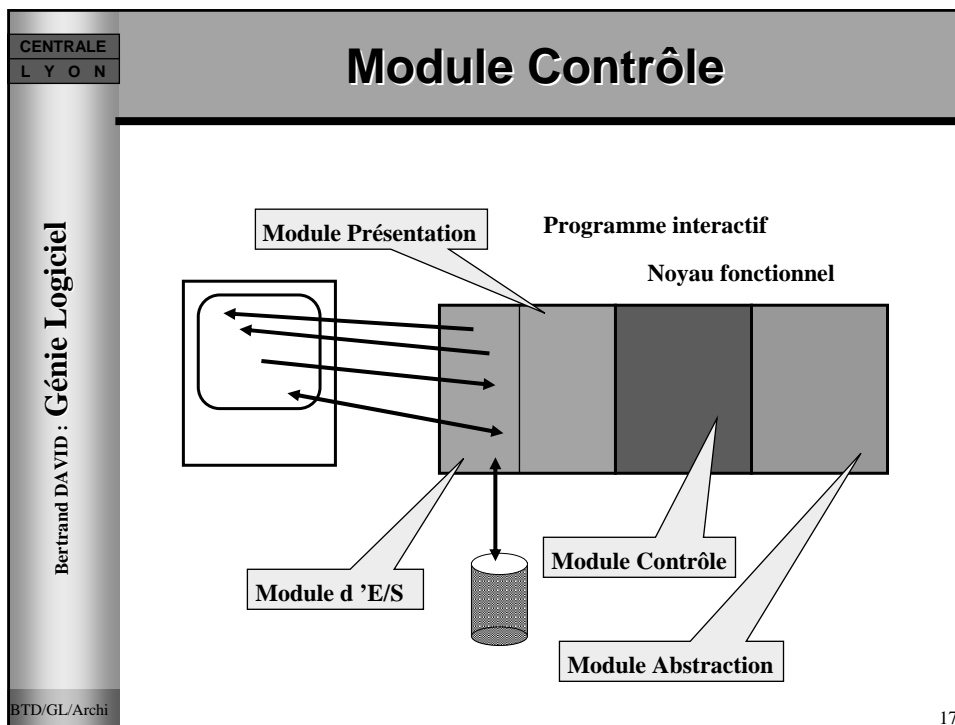 CENTRALE
L Y O N
Module Contrôle
Bertrand DAVID : Génie Logiciel
Module Présentation
Programme interactif
Noyau fonctionnel
Module Contrôle
Module d ’E/S
Module Abstraction
BTD/GL/Archi
17